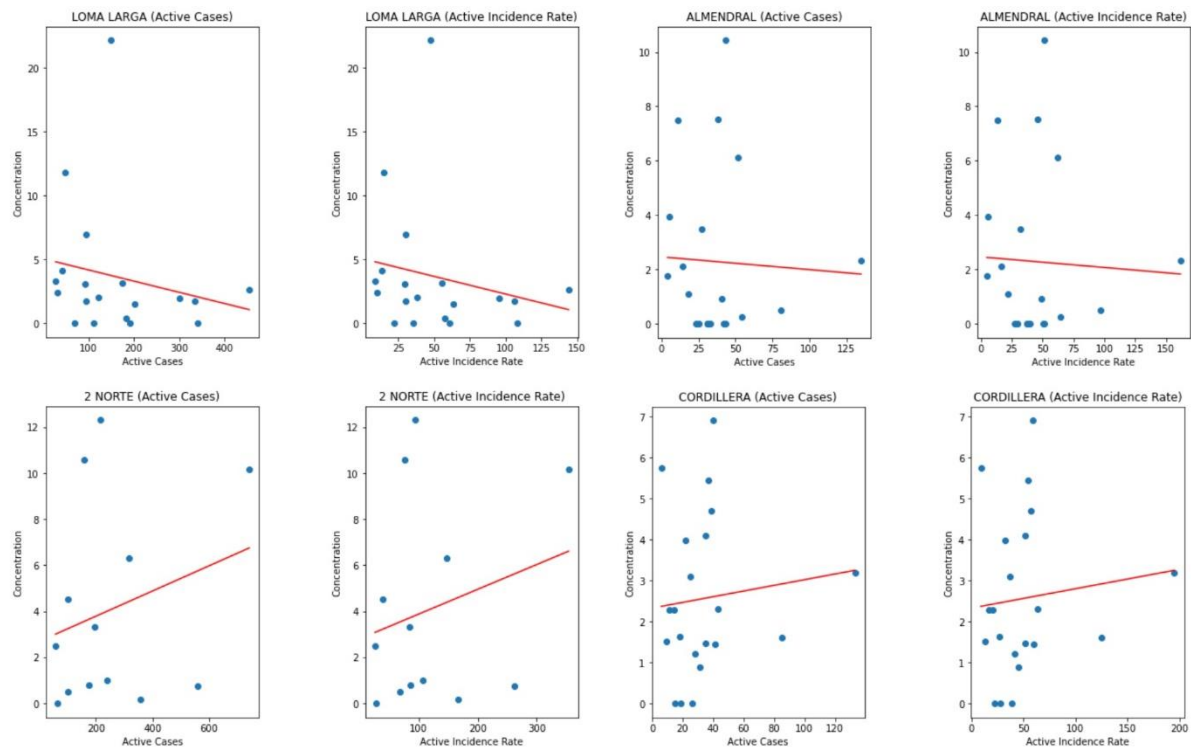 LOMA LARGA (Active Cases)
LOMA LARGA (Active Incidence Rate)
ALMENDRAL (Active Cases)
ALMENDRAL (Active Incidence Rate)
20
15
10
5
0
Concentration
100 200 300 400
Active Cases
20
15
10
5
0
Concentration
25 50 75 100 125 150
Active Incidence Rate
10
8
6
4
2
0
Concentration
0 25 50 75 100 125
Active Cases
10
8
6
4
2
0
Concentration
0 25 50 75 100 125 150
Active Incidence Rate
2 NORTE (Active Cases)
2 NORTE (Active Incidence Rate)
CORDILLERA (Active Cases)
CORDILLERA (Active Incidence Rate)
12
10
8
6
4
2
0
Concentration
200 400 600
Active Cases
12
10
8
6
4
2
0
Concentration
100 200 300
Active Incidence Rate
7
6
5
4
3
2
1
0
Concentration
0 20 40 60 80 100 120
Active Cases
7
6
5
4
3
2
1
0
Concentration
0 50 100 150 200
Active Incidence Rate